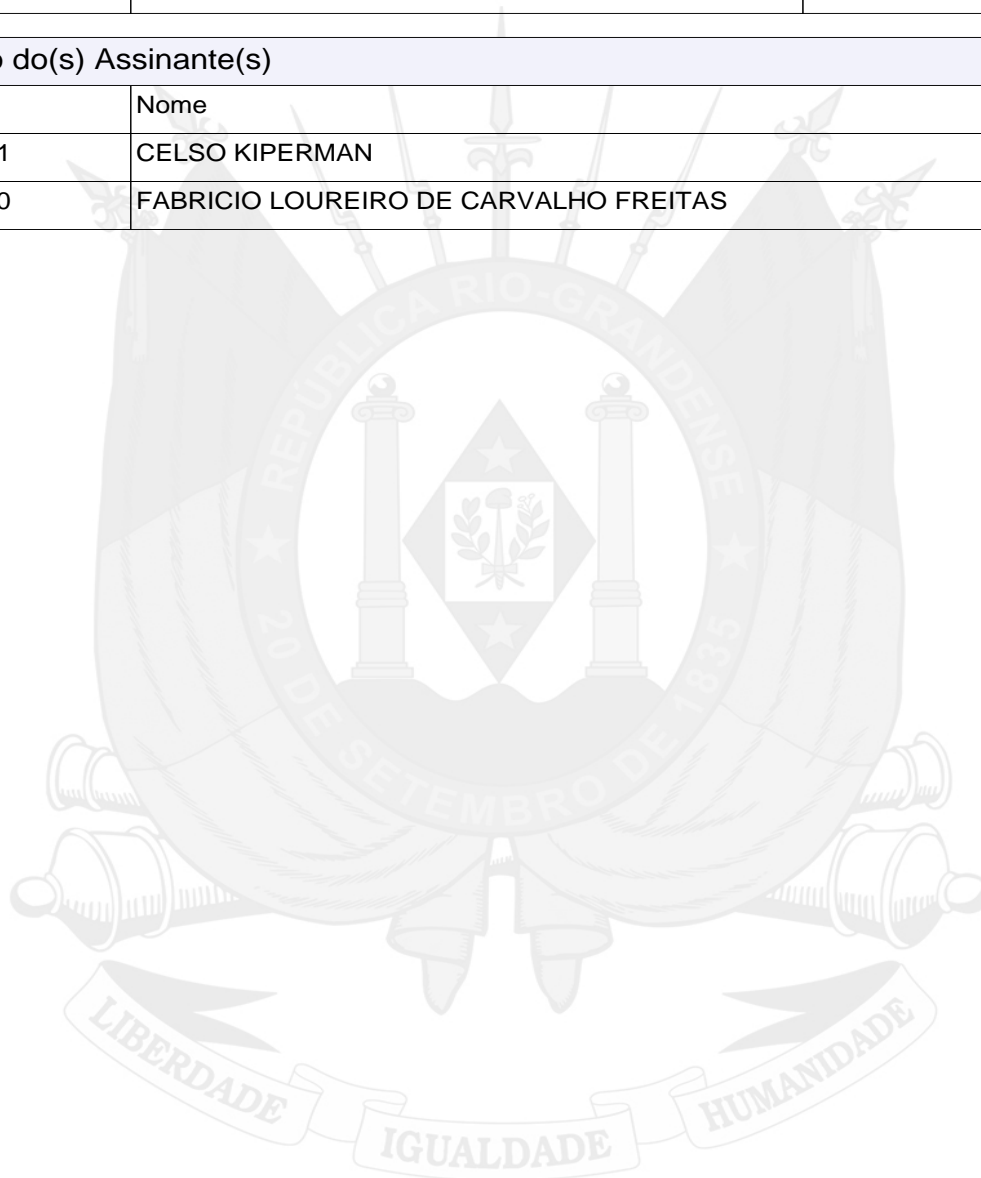 o do(s) Assinante(s)
Nome
1 CELSO KIPERMAN
0 FABRICIO LOUREIRO DE CARVALHO FREITAS
REPÚBLICA RIO-GRANDENSE
20 DE SETEMBRO DE 1835
LIBERDADE IGUALDADE HUMANIDADE